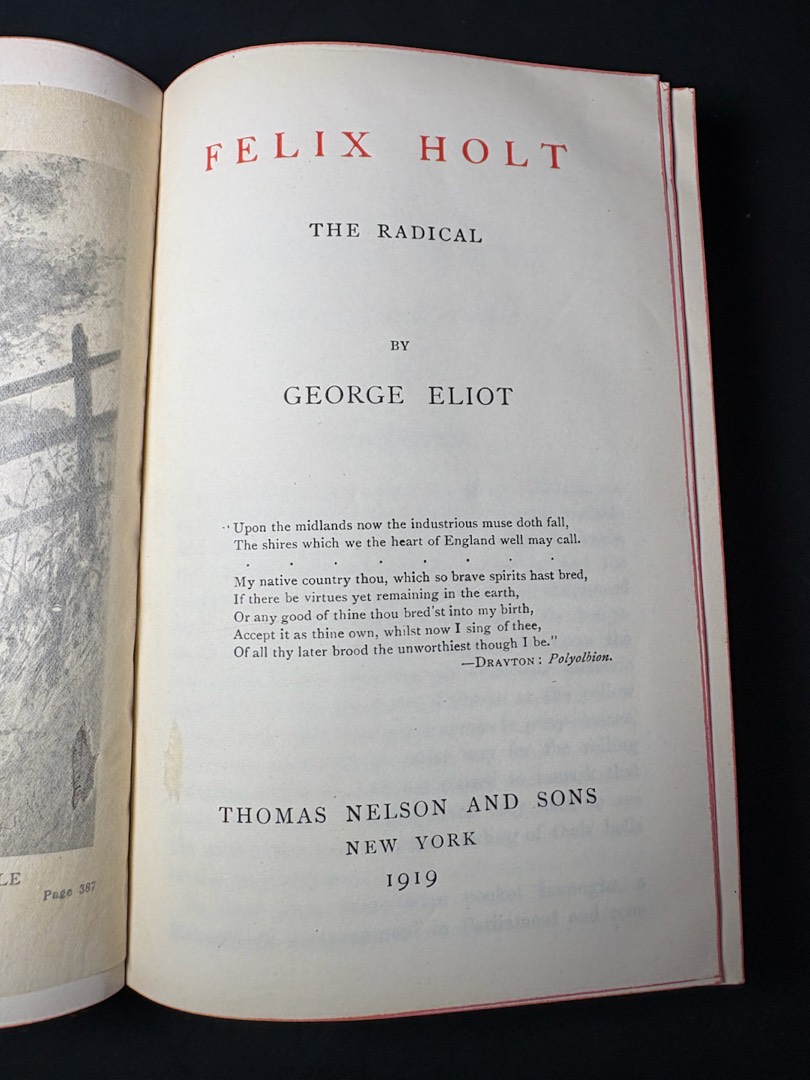 LE
Page 387
FELIX HOLT
THE RADICAL
BY
GEORGE ELIOT
"Upon the midlands now the industrious muse doth fall,
The shires which we the heart of England well may call.
. . . . . . . .
My native country thou, which so brave spirits hast bred,
If there be virtues yet remaining in the earth,
Or any good of thine thou bred'st into my birth,
Accept it as thine own, whilst now I sing of thee,
Of all thy later brood the unworthiest though I be."
—DRAYTON: Polyolbion.
THOMAS NELSON AND SONS
NEW YORK
1919